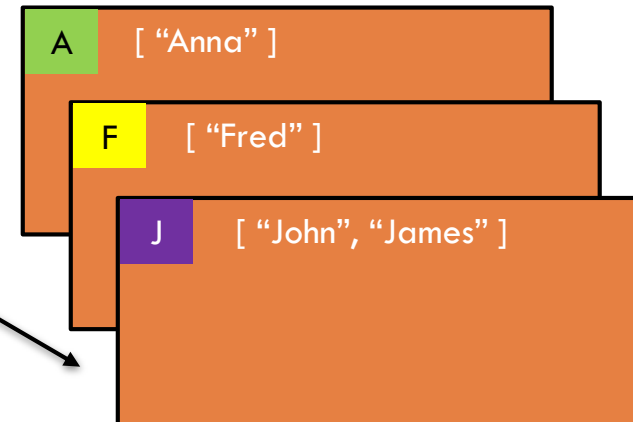 A [ “Anna” ]
F [ “Fred” ]
J [ “John”, “James” ]